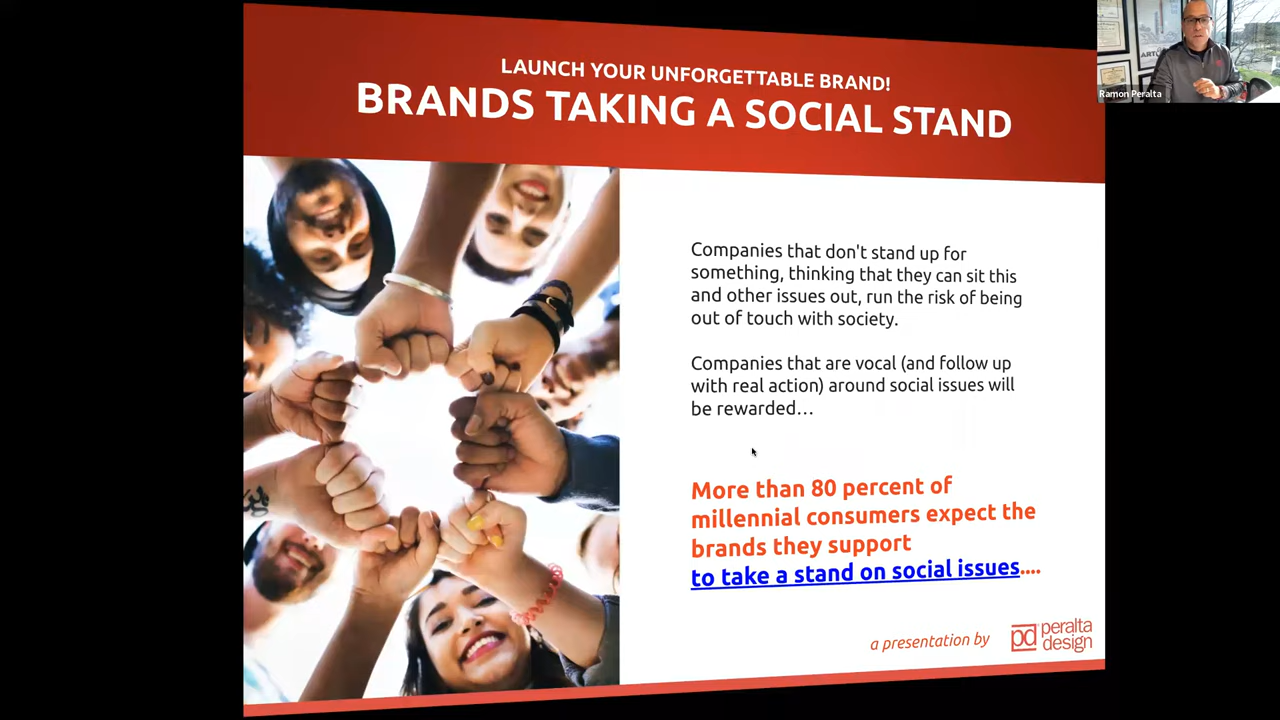 LAUNCH YOUR UNFORGETTABLE BRAND!
BRANDS TAKING A SOCIAL STAND
Ramon Peralta
Companies that don't stand up for
something, thinking that they can sit this
and other issues out, run the risk of being
out of touch with society.
Companies that are vocal (and follow up
with real action) around social issues will
be rewarded…
More than 80 percent of
millennial consumers expect the
brands they support
to take a stand on social issues....
a presentation by
pd peralta
design